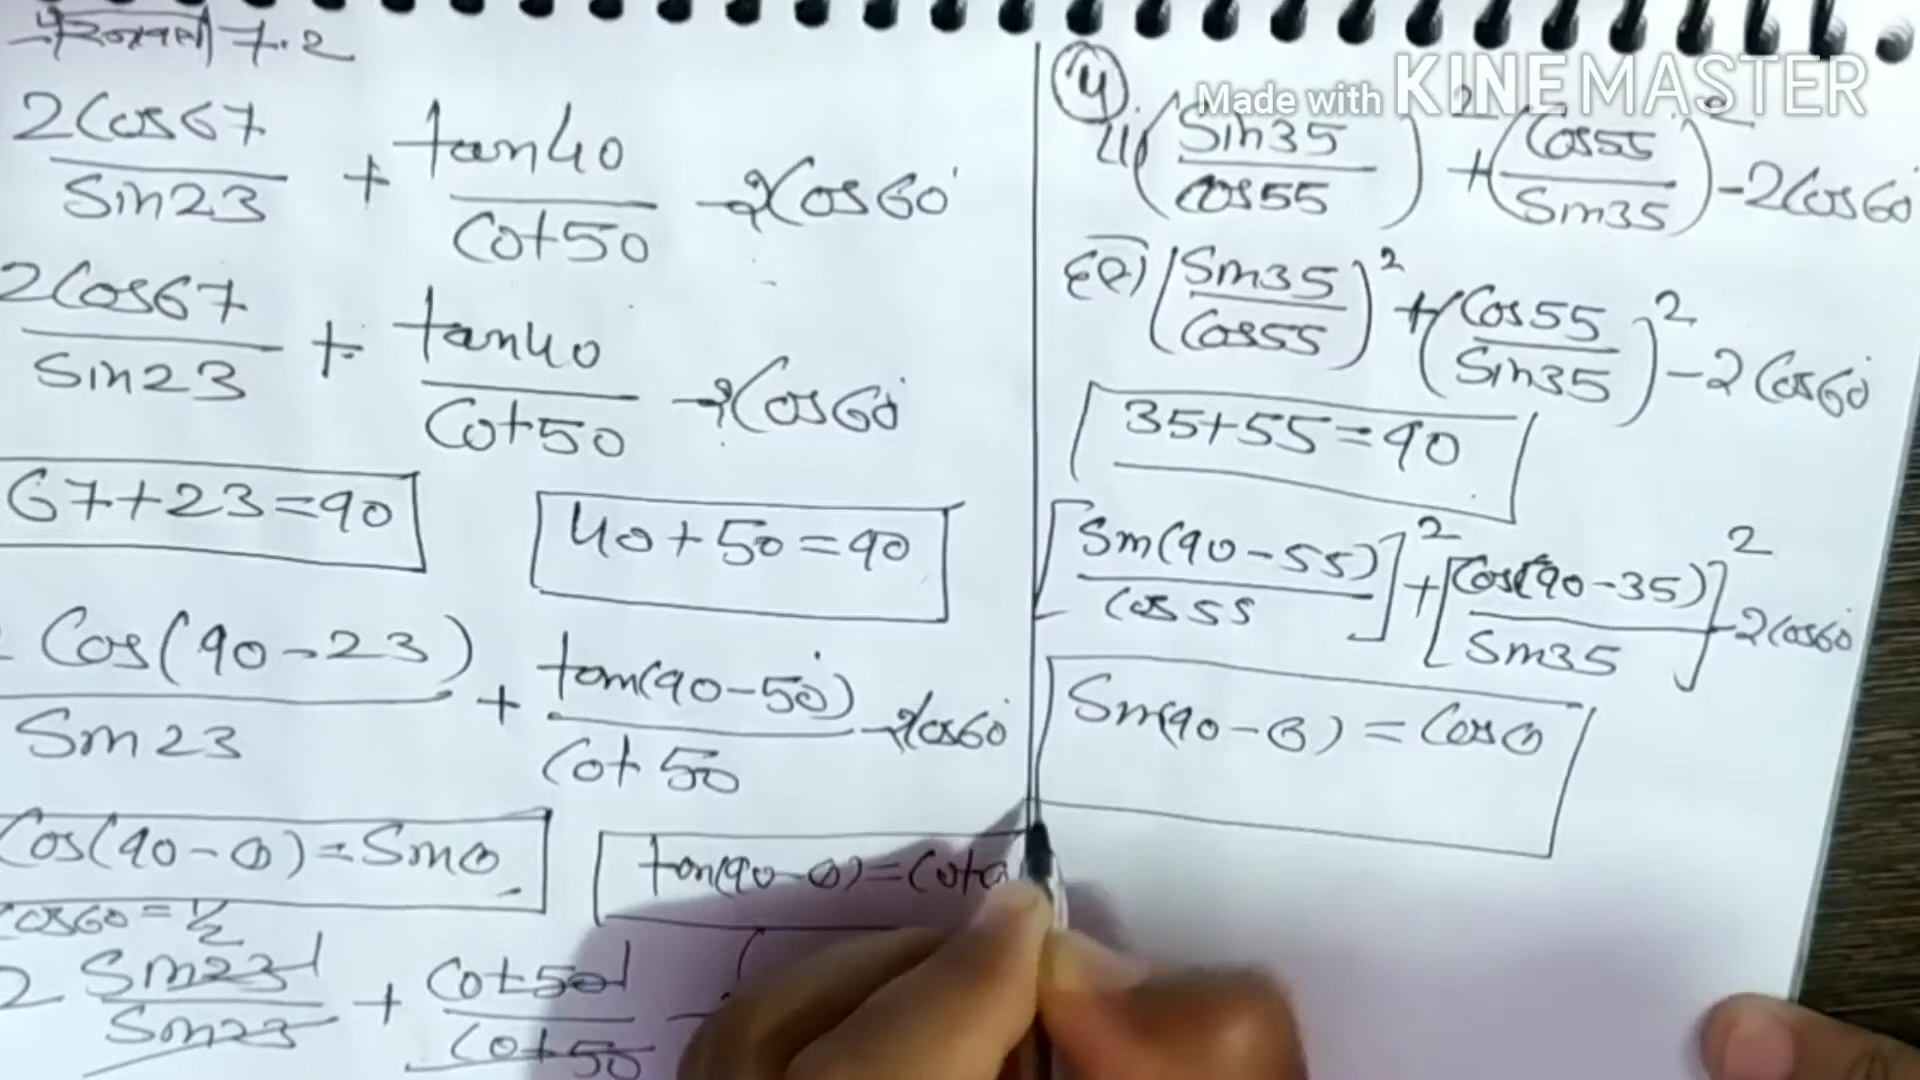 प्रश्नावली 7.2
2Cos67/Sin23 + tan40/Cot50 - 2Cos60°
2Cos67/Sin23 + tan40/Cot50 - 2Cos60°
67+23=90
40+50=90
Cos(90-23)/Sin23 + tan(90-50)/Cot50 - 2Cos60
Cos(90-θ)=Sinθ
tan(90-θ)=Cotθ
Cos60=1/2
2 Sin23/Sin23 + Cot50/Cot50 -
Made with KINEMASTER
4
ii) (Sin35/Cos55)² + (Cos55/Sin35)² - 2Cos60
हल) (Sin35/Cos55)² + (Cos55/Sin35)² - 2Cos60°
35+55=90
[Sin(90-55)/Cos55]² + [Cos(90-35)/Sin35]² - 2Cos60°
Sin(90-θ) = Cosθ